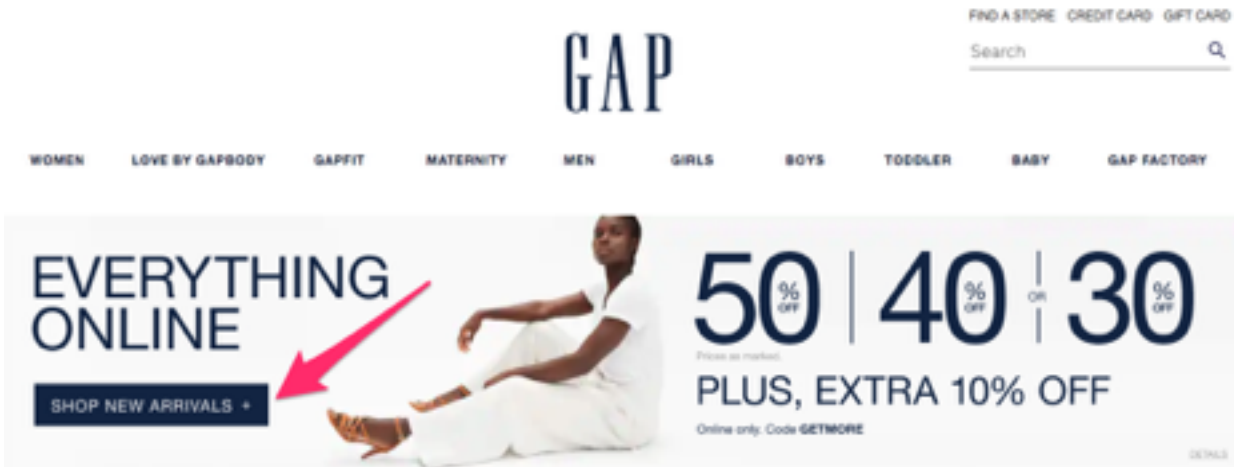 FIND A STORE CREDIT CARD GIFT CARD
Search
GAP
WOMEN LOVE BY GAPBODY GAPFIT MATERNITY MEN GIRLS BOYS TODDLER BABY GAP FACTORY
EVERYTHING
ONLINE
SHOP NEW ARRIVALS +
50 % OFF | 40 % OFF OR 30 % OFF
Prices as marked.
PLUS, EXTRA 10% OFF
Online only. Code GETMORE
DETAILS